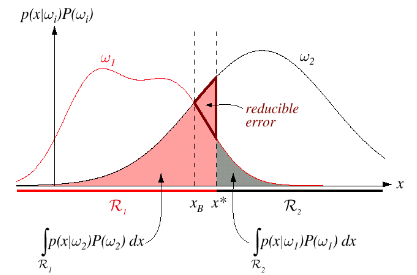 p(x|ω_i)P(ω_i)
ω_1
ω_2
reducible
error
x
R_1
x_B
x*
R_2
∫_{R_1} p(x|ω_2)P(ω_2) dx
∫_{R_2} p(x|ω_1)P(ω_1) dx